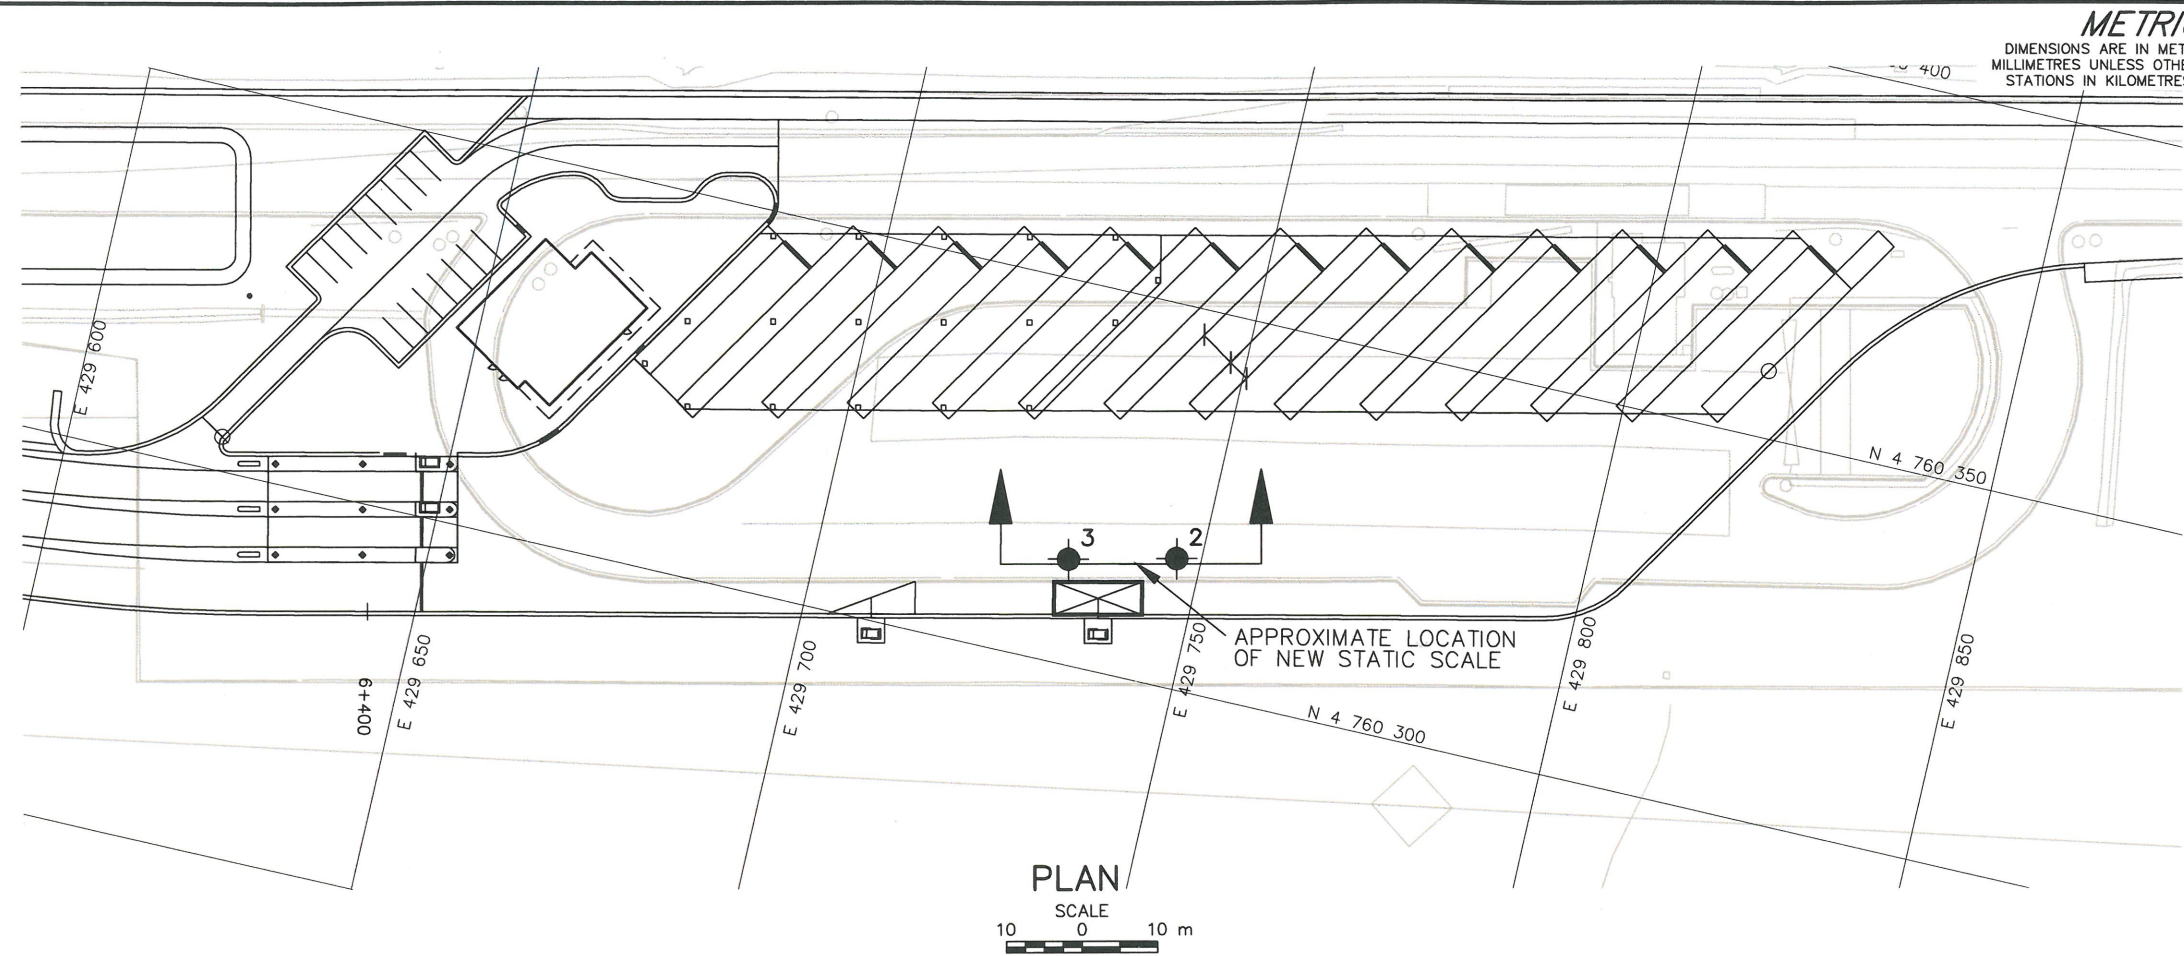 METRI
DIMENSIONS ARE IN MET
MILLIMETRES UNLESS OTHE
STATIONS IN KILOMETRES
400
E 429 600
N 4 760 350
3
2
APPROXIMATE LOCATION
OF NEW STATIC SCALE
E 429 650
6+400
E 429 700
E 429 750
E 429 800
E 429 850
N 4 760 300
PLAN
SCALE
10 0 10 m